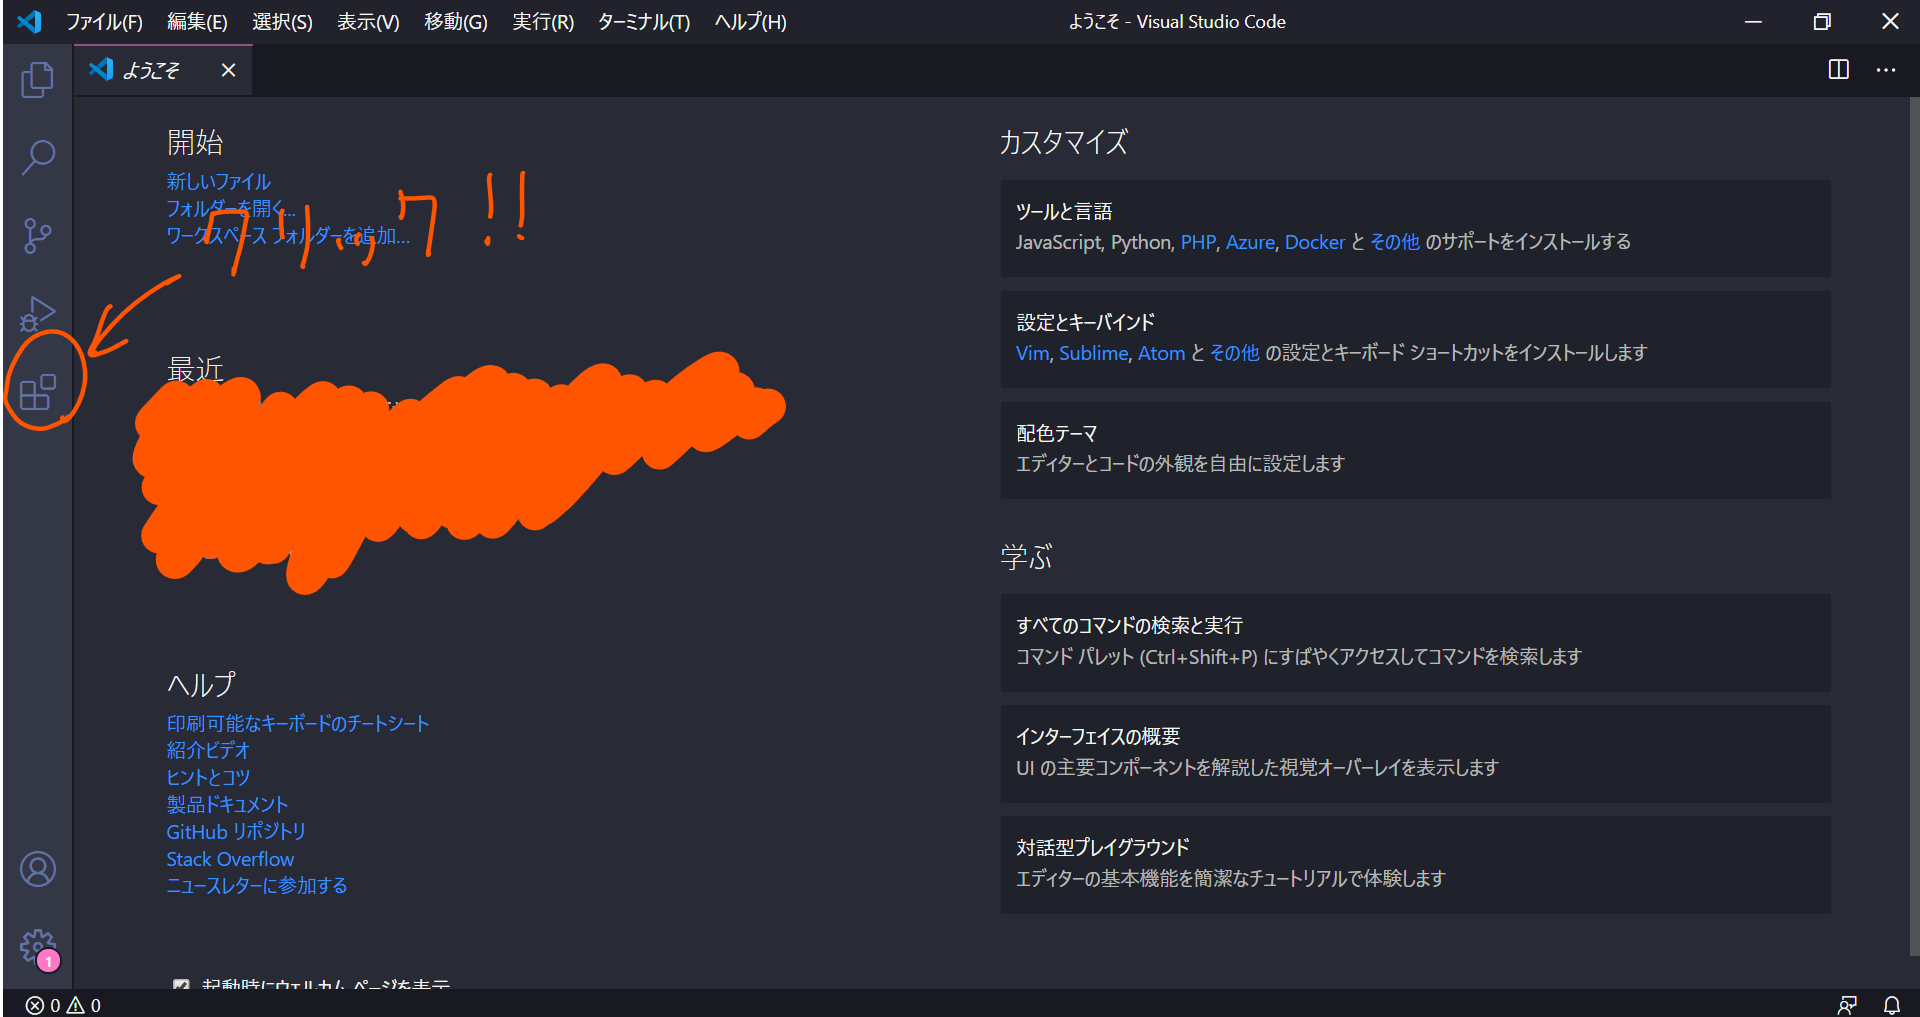 ファイル(F) 編集(E) 選択(S) 表示(V) 移動(G) 実行(R) ターミナル(T) ヘルプ(H) ようこそ - Visual Studio Code
ようこそ
開始
新しいファイル
フォルダーを開く...
ワークスペース フォルダーを追加...
クリック!!
最近
ヘルプ
印刷可能なキーボードのチートシート
紹介ビデオ
ヒントとコツ
製品ドキュメント
GitHub リポジトリ
Stack Overflow
ニュースレターに参加する
起動時にウェルカム ページを表示
カスタマイズ
ツールと言語
JavaScript, Python, PHP, Azure, Docker と その他 のサポートをインストールする
設定とキーバインド
Vim, Sublime, Atom と その他 の設定とキーボード ショートカットをインストールします
配色テーマ
エディターとコードの外観を自由に設定します
学ぶ
すべてのコマンドの検索と実行
コマンド パレット (Ctrl+Shift+P) にすばやくアクセスしてコマンドを検索します
インターフェイスの概要
UI の主要コンポーネントを解説した視覚オーバーレイを表示します
対話型プレイグラウンド
エディターの基本機能を簡潔なチュートリアルで体験します
1
0 0